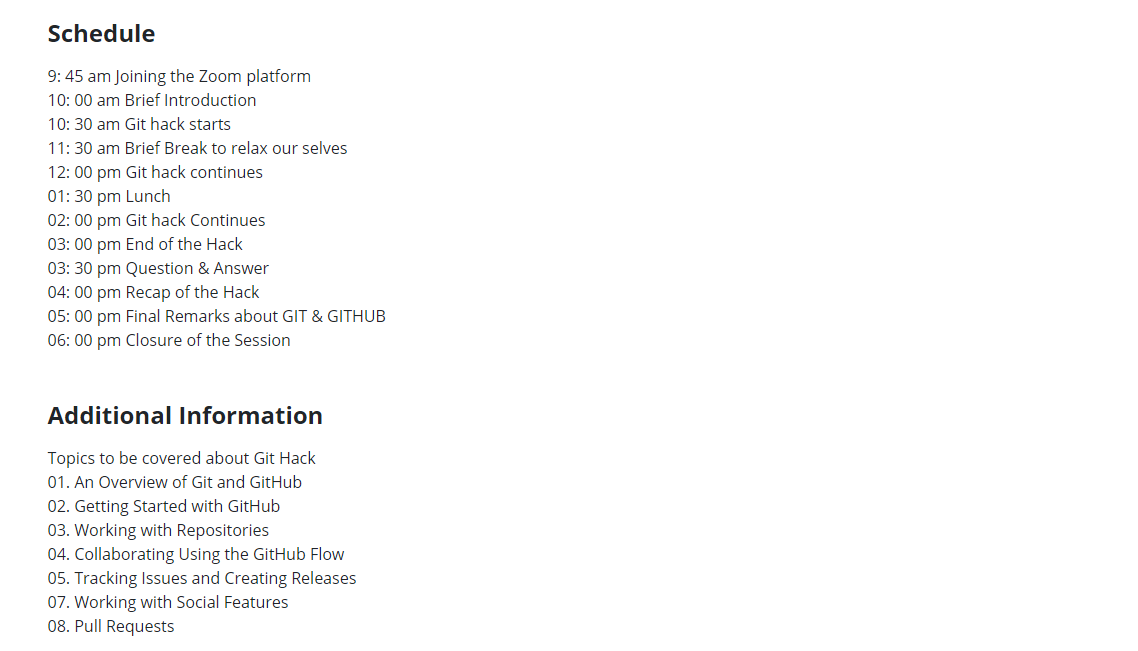 Schedule
9: 45 am Joining the Zoom platform
10: 00 am Brief Introduction
10: 30 am Git hack starts
11: 30 am Brief Break to relax our selves
12: 00 pm Git hack continues
01: 30 pm Lunch
02: 00 pm Git hack Continues
03: 00 pm End of the Hack
03: 30 pm Question & Answer
04: 00 pm Recap of the Hack
05: 00 pm Final Remarks about GIT & GITHUB
06: 00 pm Closure of the Session
Additional Information
Topics to be covered about Git Hack
01. An Overview of Git and GitHub
02. Getting Started with GitHub
03. Working with Repositories
04. Collaborating Using the GitHub Flow
05. Tracking Issues and Creating Releases
07. Working with Social Features
08. Pull Requests